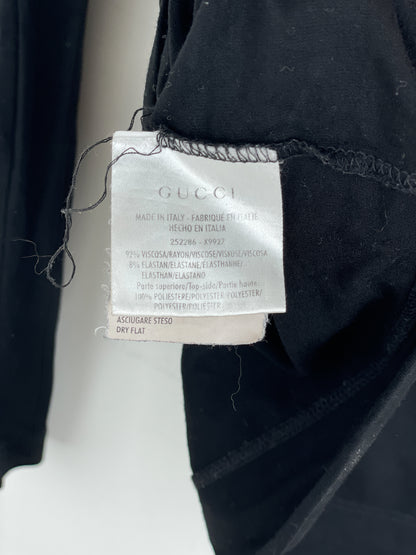 GUCCI
MADE IN ITALY - FABRIQUÉ EN ITALIE
HECHO EN ITALIA
252286 - X9927
92% VISCOSA/RAYON/VISCOSE/VISKOSE/VISCOSA
8% ELASTAN/ELASTANE/ELASTHANNE/
ELASTHAN/ELASTANO
Parte superiore/Top-side/Partie haute
100% POLIESTERE/POLYESTER/POLYESTER/
POLYESTER/POLIESTER
ASCIUGARE STESO
DRY FLAT